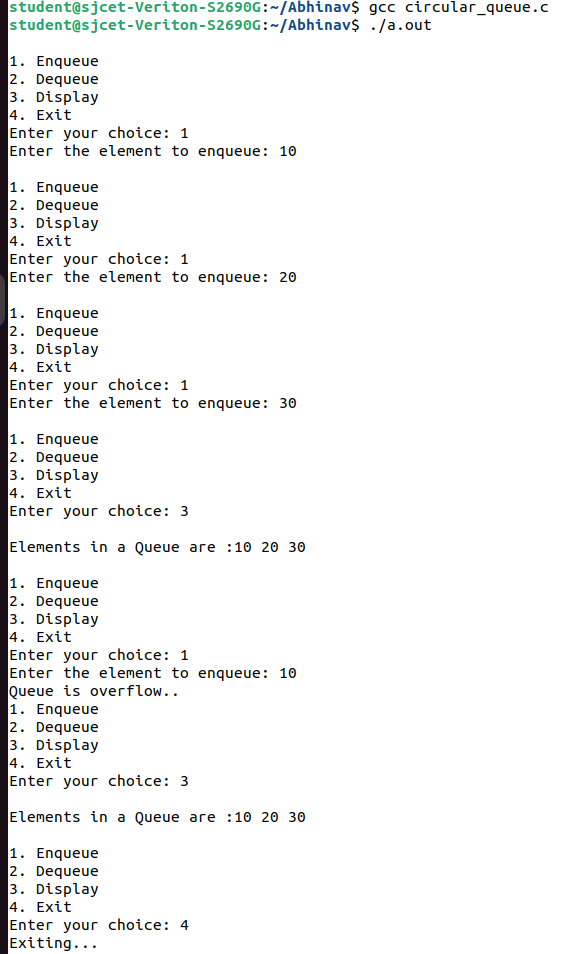 student@sjcet-Veriton-S2690G:~/Abhinav$ gcc circular_queue.c
student@sjcet-Veriton-S2690G:~/Abhinav$ ./a.out

1. Enqueue
2. Dequeue
3. Display
4. Exit
Enter your choice: 1
Enter the element to enqueue: 10

1. Enqueue
2. Dequeue
3. Display
4. Exit
Enter your choice: 1
Enter the element to enqueue: 20

1. Enqueue
2. Dequeue
3. Display
4. Exit
Enter your choice: 1
Enter the element to enqueue: 30

1. Enqueue
2. Dequeue
3. Display
4. Exit
Enter your choice: 3

Elements in a Queue are :10 20 30

1. Enqueue
2. Dequeue
3. Display
4. Exit
Enter your choice: 1
Enter the element to enqueue: 10
Queue is overflow..
1. Enqueue
2. Dequeue
3. Display
4. Exit
Enter your choice: 3

Elements in a Queue are :10 20 30

1. Enqueue
2. Dequeue
3. Display
4. Exit
Enter your choice: 4
Exiting...